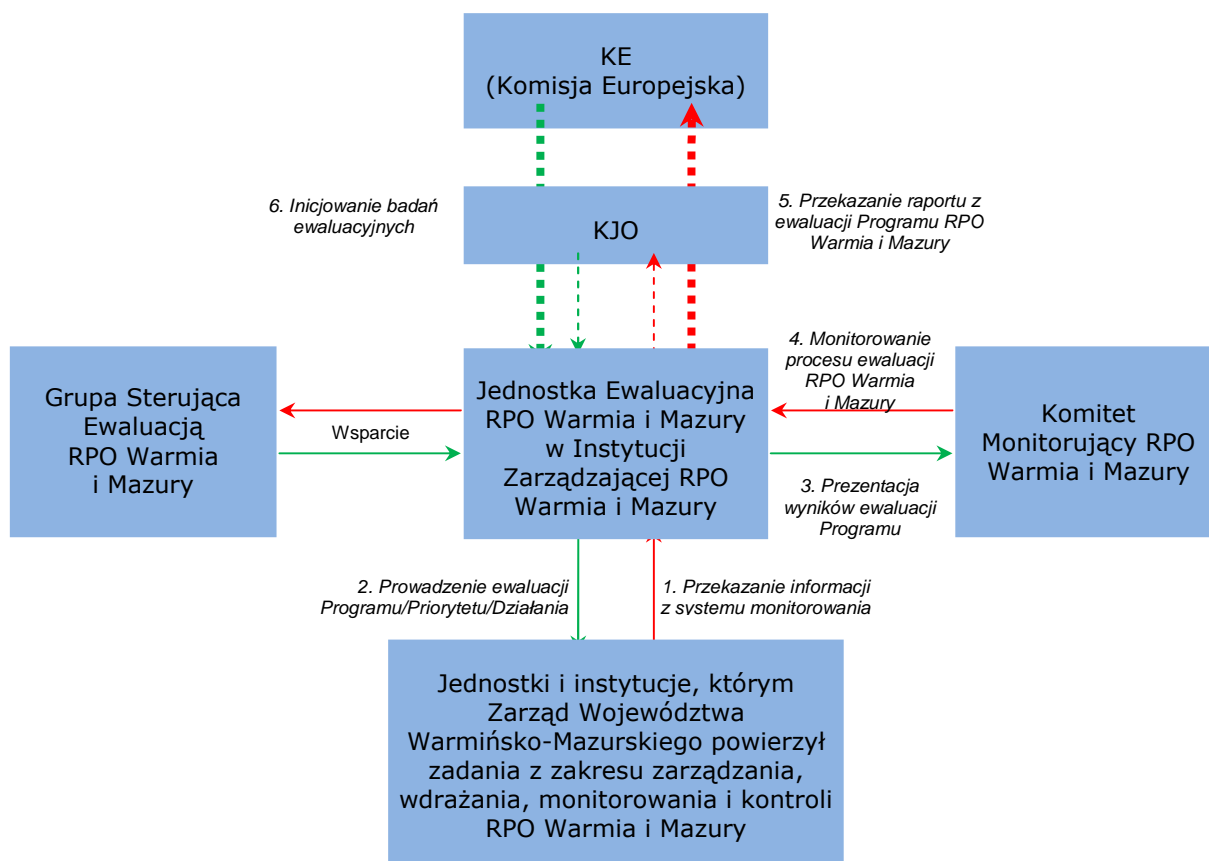 KE
(Komisja Europejska)
6. Inicjowanie badań
ewaluacyjnych
KJO
5. Przekazanie raportu z
ewaluacji Programu RPO
Warmia i Mazury
Grupa Sterująca
Ewaluacją
RPO Warmia
i Mazury
Wsparcie
Jednostka Ewaluacyjna
RPO Warmia i Mazury
w Instytucji
Zarządzającej RPO
Warmia i Mazury
4. Monitorowanie
procesu ewaluacji
RPO Warmia
i Mazury
3. Prezentacja
wyników ewaluacji
Programu
Komitet
Monitorujący RPO
Warmia i Mazury
2. Prowadzenie ewaluacji
Programu/Priorytetu/Działania
1. Przekazanie informacji
z systemu monitorowania
Jednostki i instytucje, którym
Zarząd Województwa
Warmińsko-Mazurskiego powierzył
zadania z zakresu zarządzania,
wdrażania, monitorowania i kontroli
RPO Warmia i Mazury